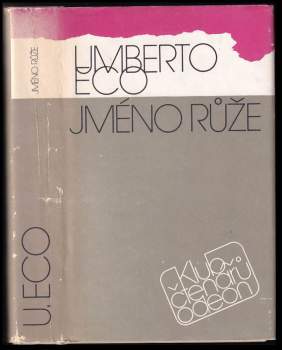 JMÉNO RŮŽE
U. ECO
UMBERTO
ECO
JMÉNO RŮŽE
Klub
čtenářů
odeon